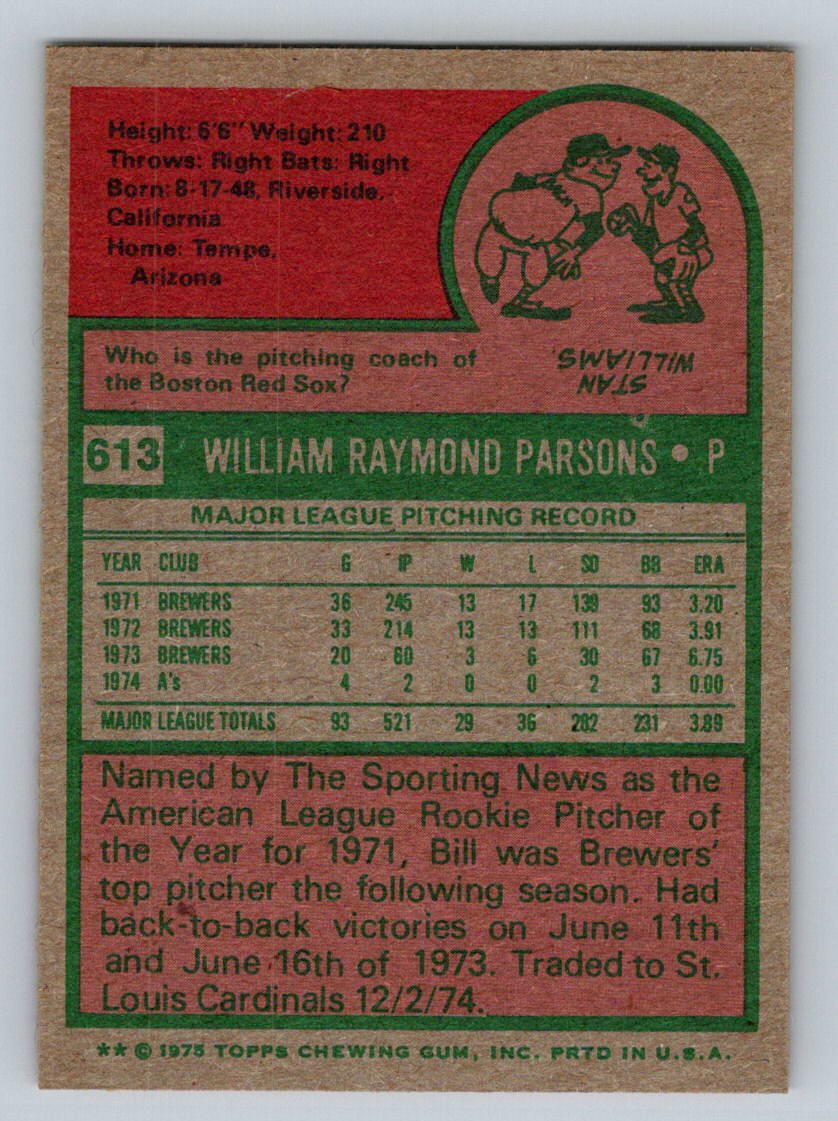 Height: 6'6" Weight: 210
Throws: Right Bats: Right
Born: 8-17-48, Riverside,
California
Home: Tempe,
Arizona
Who is the pitching coach of
the Boston Red Sox?
STAN
WILLIAMS.
613 WILLIAM RAYMOND PARSONS • P
MAJOR LEAGUE PITCHING RECORD
YEAR CLUB G IP W L SO BB ERA
1971 BREWERS 36 245 13 17 139 93 3.20
1972 BREWERS 33 214 13 13 111 68 3.91
1973 BREWERS 20 60 3 6 30 67 6.75
1974 A's 4 2 0 0 2 3 0.00
MAJOR LEAGUE TOTALS 93 521 29 36 282 231 3.89
Named by The Sporting News as the
American League Rookie Pitcher of
the Year for 1971, Bill was Brewers'
top pitcher the following season. Had
back-to-back victories on June 11th
and June 16th of 1973. Traded to St.
Louis Cardinals 12/2/74.
** © 1975 TOPPS CHEWING GUM, INC. PRTD IN U.S.A.